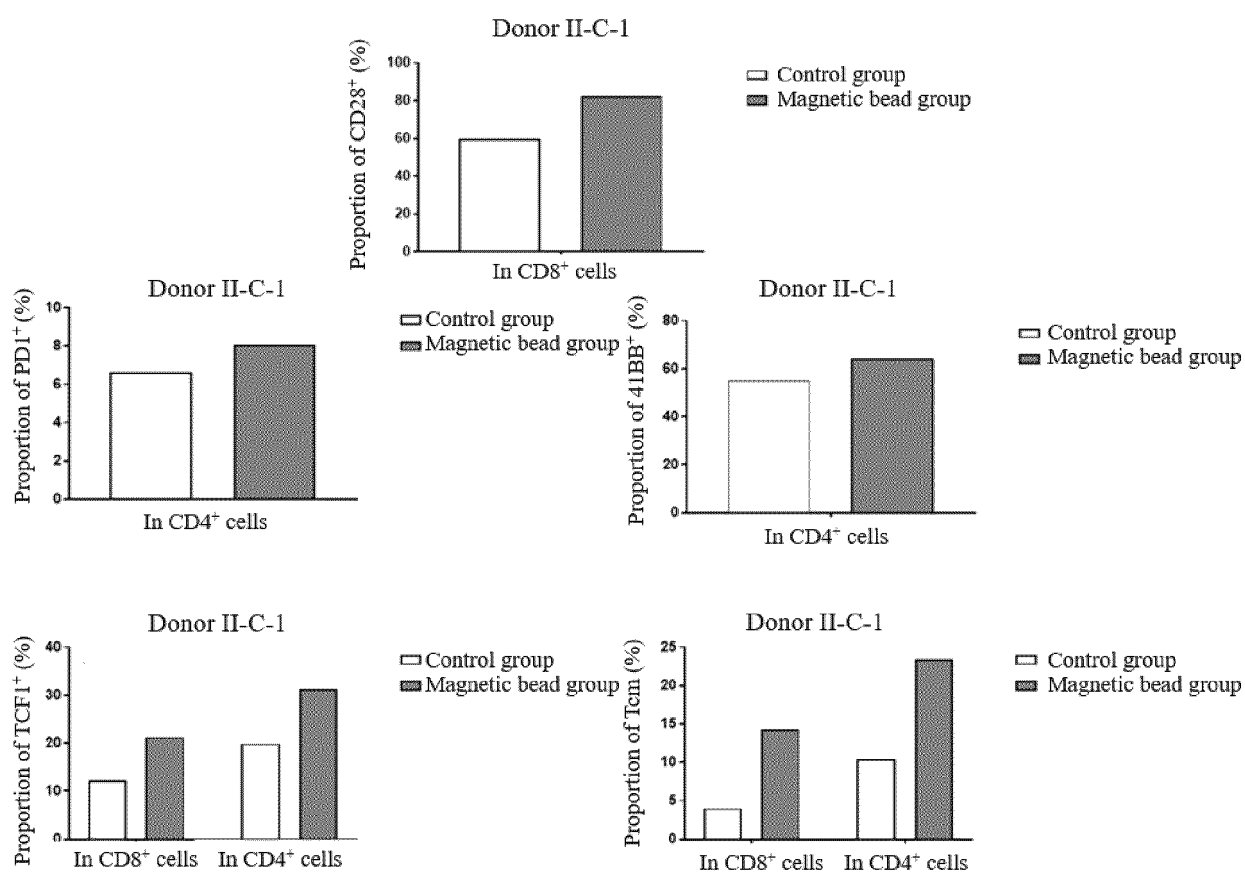 Donor II-C-1
Proportion of CD28⁺ (%)
100
80
60
40
20
0
In CD8⁺ cells
Control group
Magnetic bead group
Donor II-C-1
Proportion of PD1⁺ (%)
10
8
6
4
2
0
In CD4⁺ cells
Control group
Magnetic bead group
Donor II-C-1
Proportion of 41BB⁺ (%)
80
60
40
20
0
In CD4⁺ cells
Control group
Magnetic bead group
Donor II-C-1
Proportion of TCF1⁺ (%)
40
30
20
10
0
In CD8⁺ cells
In CD4⁺ cells
Control group
Magnetic bead group
Donor II-C-1
Proportion of Tcm (%)
25
20
15
10
5
0
In CD8⁺ cells
In CD4⁺ cells
Control group
Magnetic bead group